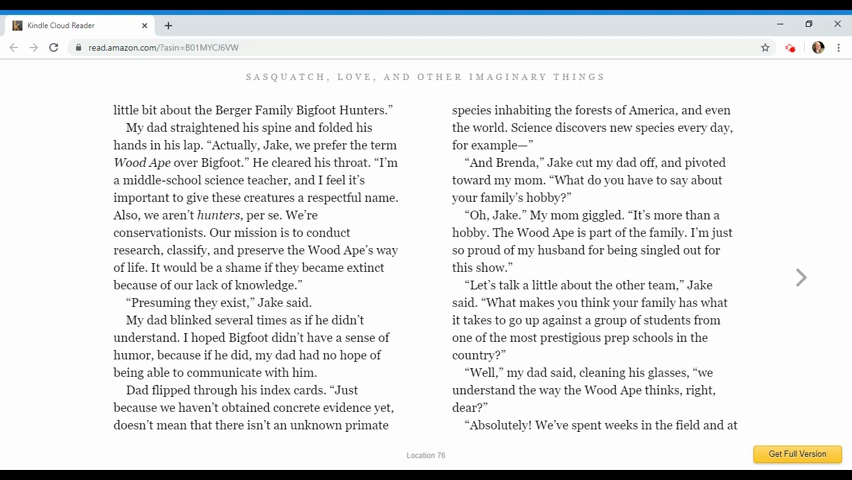 Kindle Cloud Reader
read.amazon.com/?asin=B01MYCJ6VW
SASQUATCH, LOVE, AND OTHER IMAGINARY THINGS
little bit about the Berger Family Bigfoot Hunters.”
My dad straightened his spine and folded his
hands in his lap. “Actually, Jake, we prefer the term
Wood Ape over Bigfoot.” He cleared his throat. “I’m
a middle-school science teacher, and I feel it’s
important to give these creatures a respectful name.
Also, we aren’t hunters, per se. We’re
conservationists. Our mission is to conduct
research, classify, and preserve the Wood Ape’s way
of life. It would be a shame if they became extinct
because of our lack of knowledge.”
“Presuming they exist,” Jake said.
My dad blinked several times as if he didn’t
understand. I hoped Bigfoot didn’t have a sense of
humor, because if he did, my dad had no hope of
being able to communicate with him.
Dad flipped through his index cards. “Just
because we haven’t obtained concrete evidence yet,
doesn’t mean that there isn’t an unknown primate
species inhabiting the forests of America, and even
the world. Science discovers new species every day,
for example—”
“And Brenda,” Jake cut my dad off, and pivoted
toward my mom. “What do you have to say about
your family’s hobby?”
“Oh, Jake.” My mom giggled. “It’s more than a
hobby. The Wood Ape is part of the family. I’m just
so proud of my husband for being singled out for
this show.”
“Let’s talk a little about the other team,” Jake
said. “What makes you think your family has what
it takes to go up against a group of students from
one of the most prestigious prep schools in the
country?”
“Well,” my dad said, cleaning his glasses, “we
understand the way the Wood Ape thinks, right,
dear?”
“Absolutely! We’ve spent weeks in the field and at
Location 76
Get Full Version